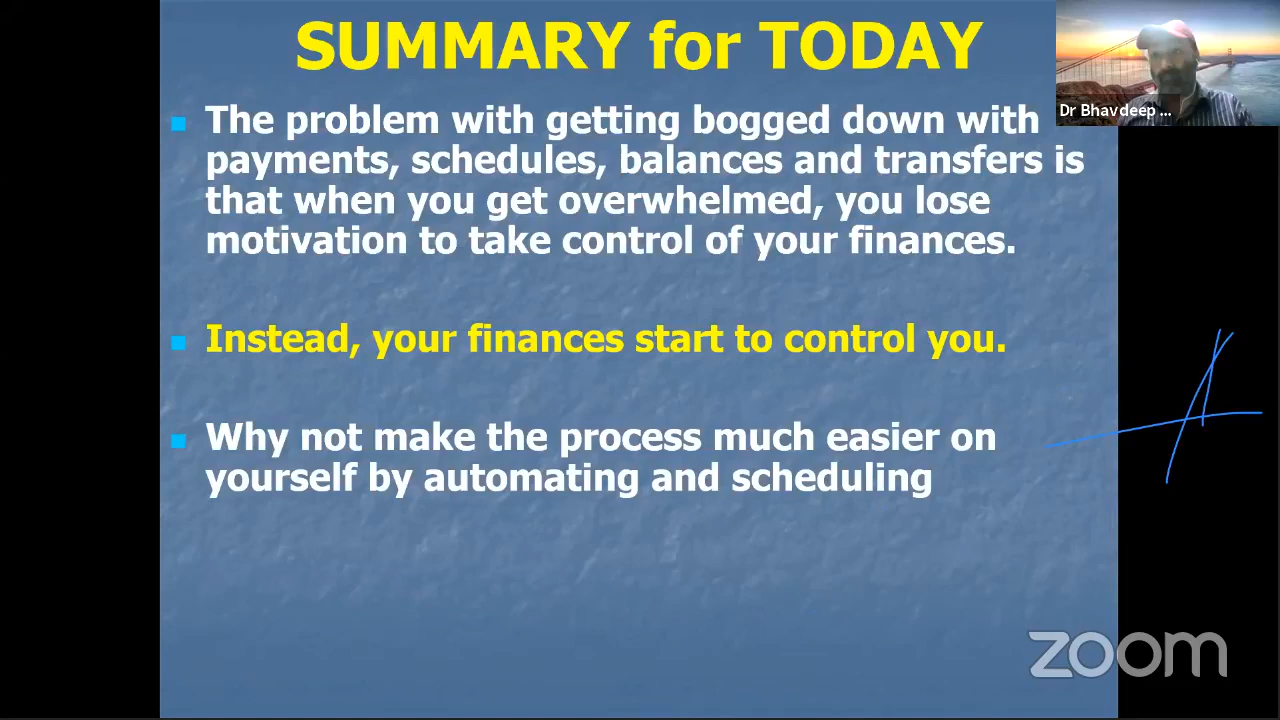 SUMMARY for TODAY
The problem with getting bogged down with
payments, schedules, balances and transfers is
that when you get overwhelmed, you lose
motivation to take control of your finances.
Instead, your finances start to control you.
Why not make the process much easier on
yourself by automating and scheduling
Dr Bhavdeep ...
zoom